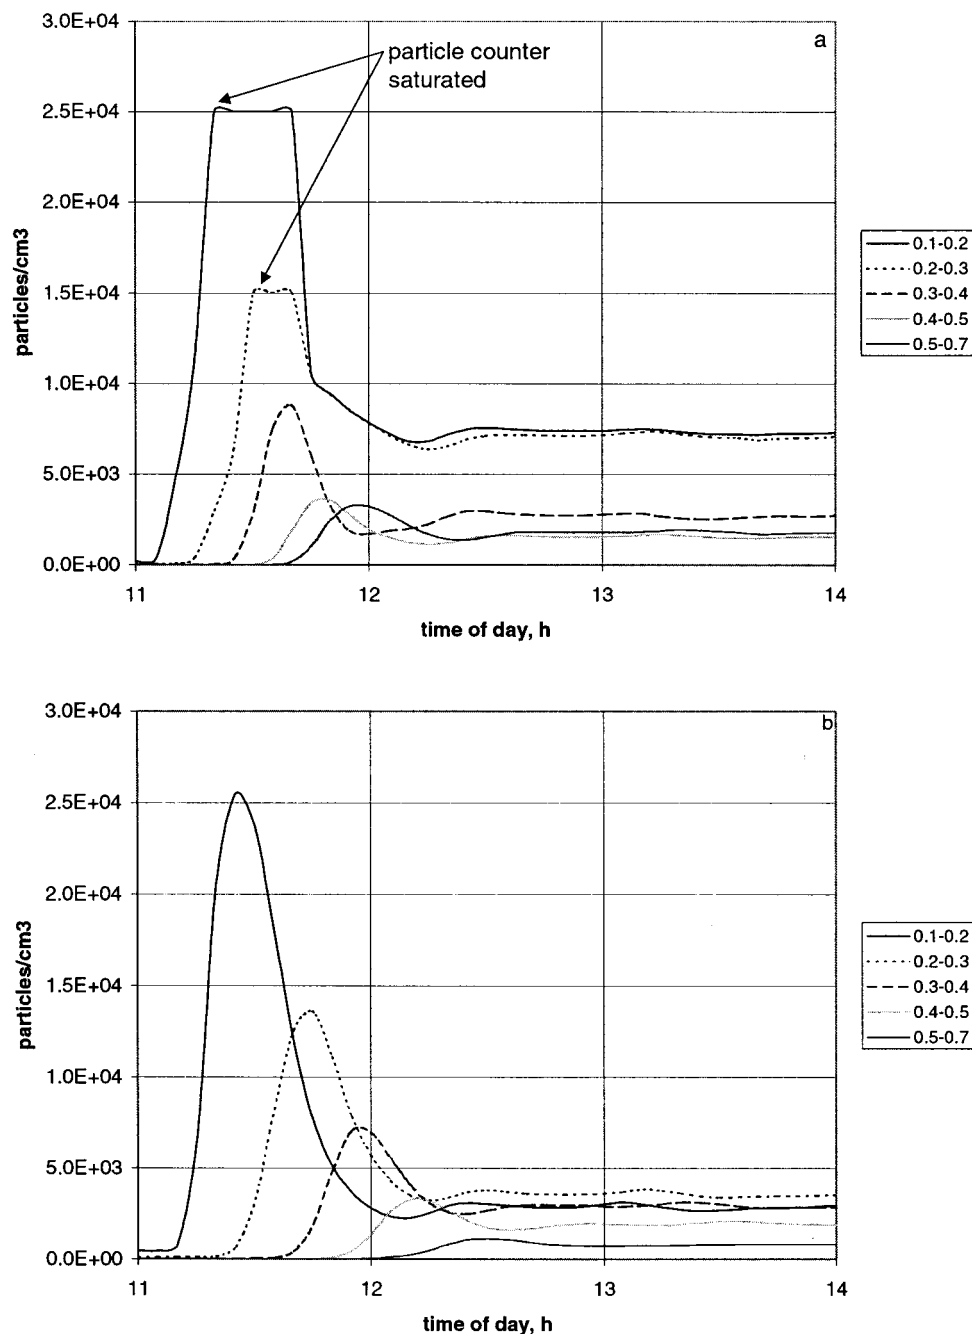 3.0E+04
a
particle counter
saturated
2.5E+04
2.0E+04
1.5E+04
1.0E+04
5.0E+03
0.0E+00
particles/cm3
11
12
13
14
time of day, h
0.1-0.2
0.2-0.3
0.3-0.4
0.4-0.5
0.5-0.7
3.0E+04
b
2.5E+04
2.0E+04
1.5E+04
1.0E+04
5.0E+03
0.0E+00
particles/cm3
11
12
13
14
time of day, h
0.1-0.2
0.2-0.3
0.3-0.4
0.4-0.5
0.5-0.7